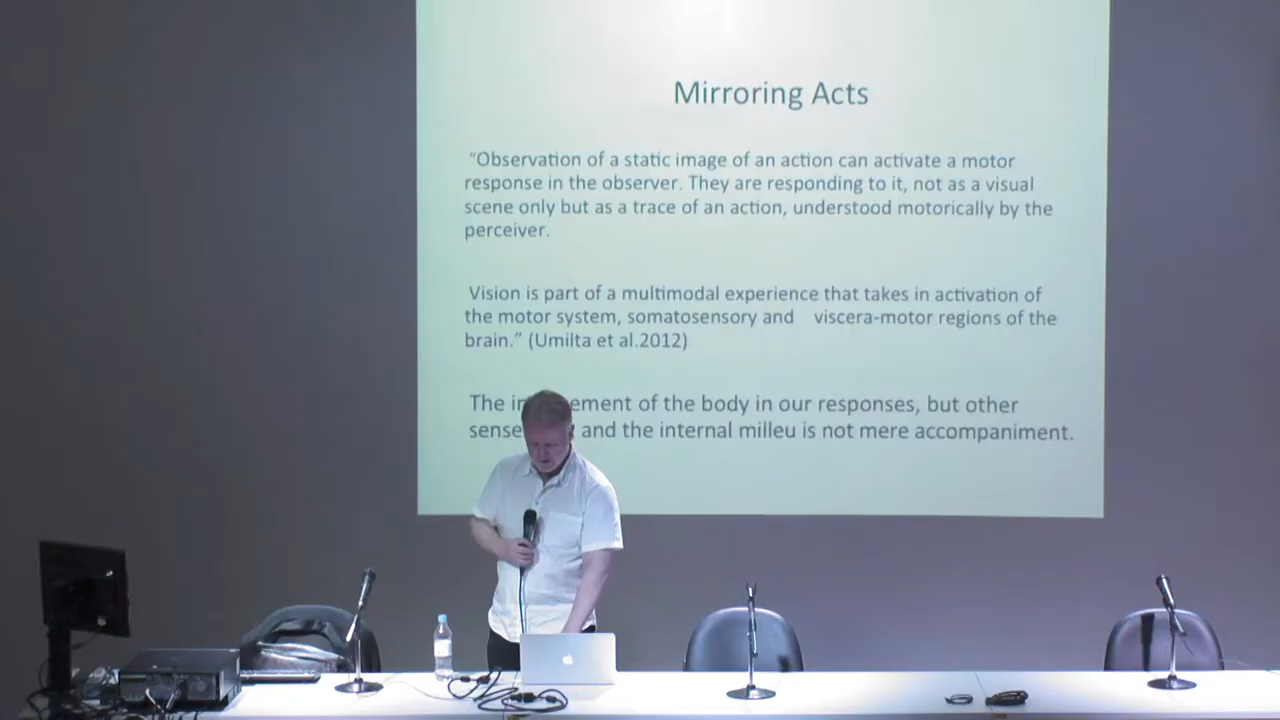 Mirroring Acts
“Observation of a static image of an action can activate a motor
response in the observer. They are responding to it, not as a visual
scene only but as a trace of an action, understood motorically by the
perceiver.
Vision is part of a multimodal experience that takes in activation of
the motor system, somatosensory and viscera-motor regions of the
brain.” (Umilta et al.2012)
The of the body in our responses, but other
and the internal milleu is not mere accompaniment.